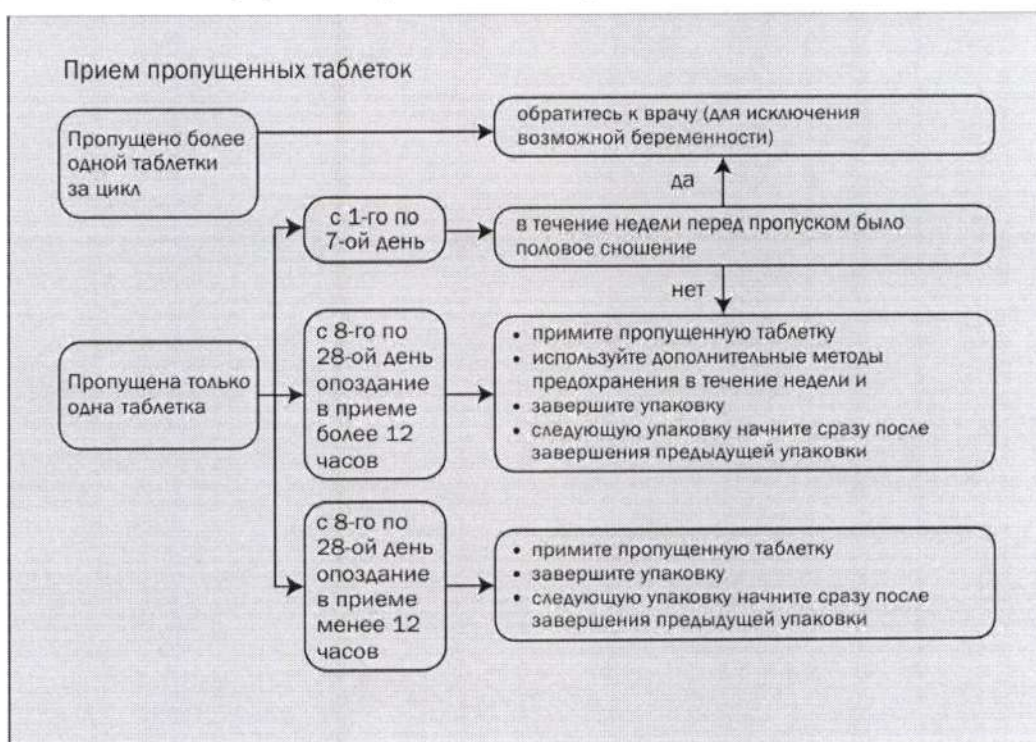 Прием пропущенных таблеток
Пропущено более
одной таблетки
за цикл
обратитесь к врачу (для исключения
возможной беременности)
да
с 1-го по
7-ой день
в течение недели перед пропуском было
половое сношение
нет
Пропущена только
одна таблетка
с 8-го по
28-ой день
опоздание
в приеме
более 12
часов
• примите пропущенную таблетку
• используйте дополнительные методы
предохранения в течение недели и
• завершите упаковку
• следующую упаковку начните сразу после
завершения предыдущей упаковки
с 8-го по
28-ой день
опоздание
в приеме
менее 12
часов
• примите пропущенную таблетку
• завершите упаковку
• следующую упаковку начните сразу после
завершения предыдущей упаковки